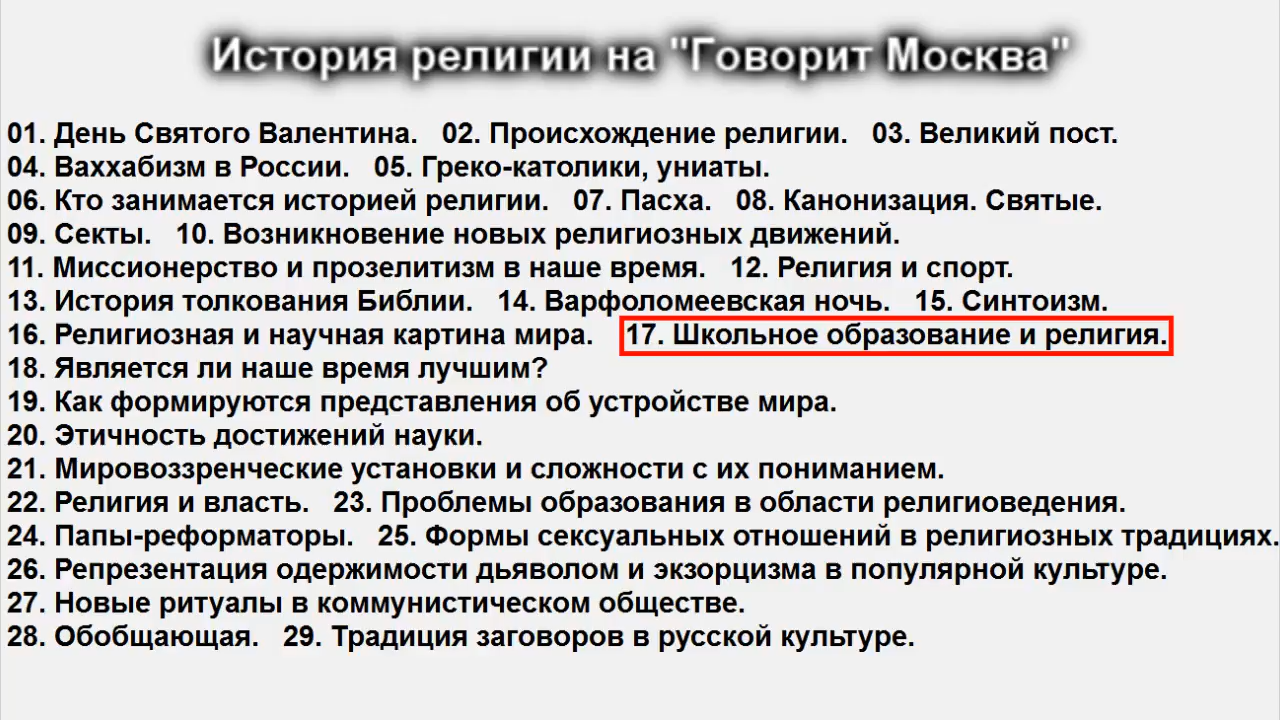 История религии на "Говорит Москва"
01. День Святого Валентина. 02. Происхождение религии. 03. Великий пост.
04. Ваххабизм в России. 05. Греко-католики, униаты.
06. Кто занимается историей религии. 07. Пасха. 08. Канонизация. Святые.
09. Секты. 10. Возникновение новых религиозных движений.
11. Миссионерство и прозелитизм в наше время. 12. Религия и спорт.
13. История толкования Библии. 14. Варфоломеевская ночь. 15. Синтоизм.
16. Религиозная и научная картина мира. 17. Школьное образование и религия.
18. Является ли наше время лучшим?
19. Как формируются представления об устройстве мира.
20. Этичность достижений науки.
21. Мировоззренческие установки и сложности с их пониманием.
22. Религия и власть. 23. Проблемы образования в области религиоведения.
24. Папы-реформаторы. 25. Формы сексуальных отношений в религиозных традициях.
26. Репрезентация одержимости дьяволом и экзорцизма в популярной культуре.
27. Новые ритуалы в коммунистическом обществе.
28. Обобщающая. 29. Традиция заговоров в русской культуре.